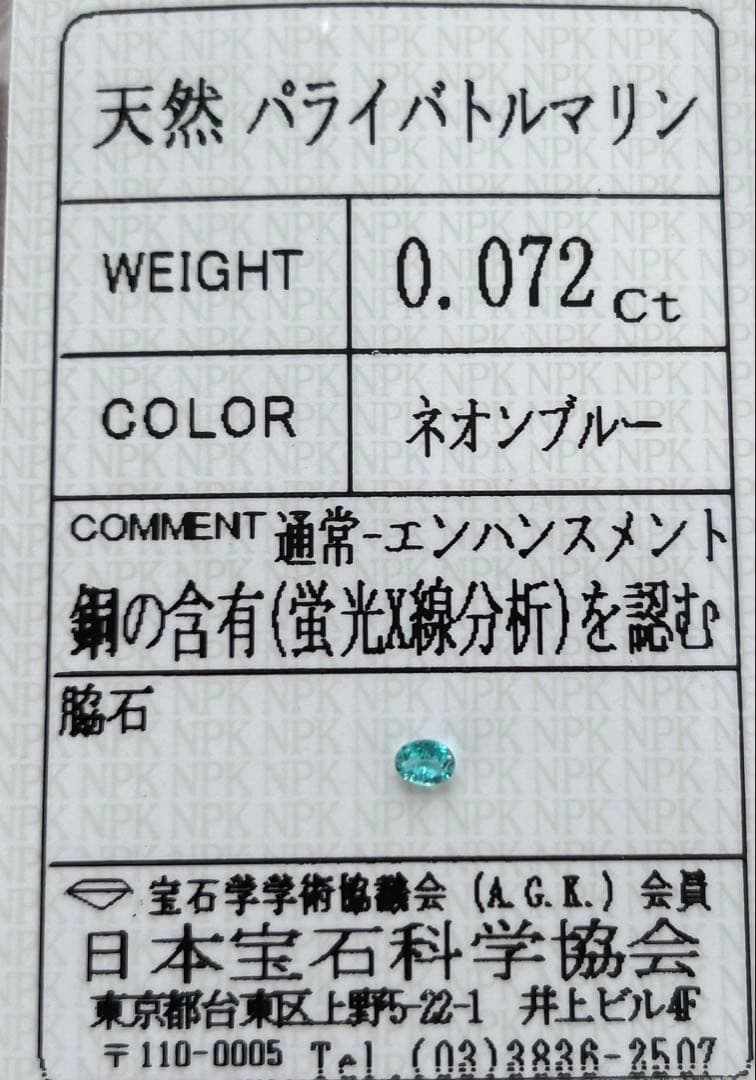 天然 パライバトルマリン
WEIGHT 0.072 Ct
COLOR ネオンブルー
COMMENT 通常-エンハンスメント
銅の含有(蛍光X線分析)を認む
脇石
宝石学学術協議会 (A.G.K.) 会員
日本宝石科学協会
東京都台東区上野5-22-1 井上ビル4F
〒110-0005 Tel.(03)3836-2507